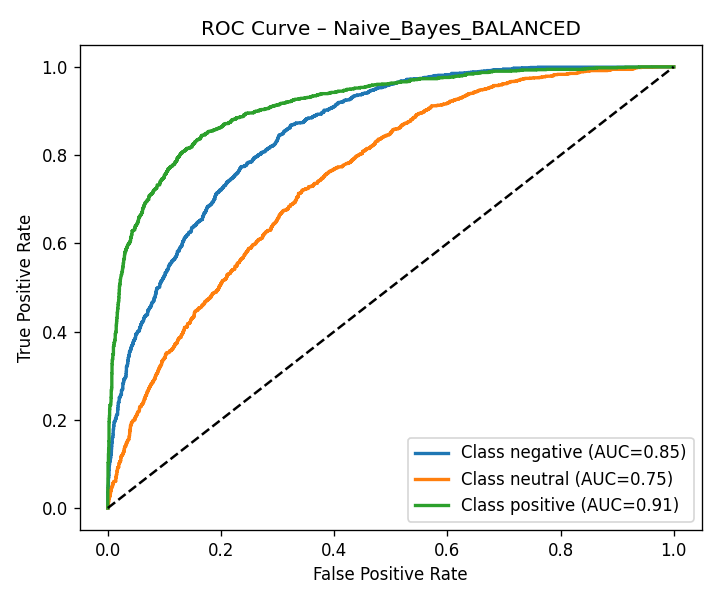 ROC Curve – Naive_Bayes_BALANCED
True Positive Rate
1.0
0.8
0.6
0.4
0.2
0.0
Class negative (AUC=0.85)
Class neutral (AUC=0.75)
Class positive (AUC=0.91)
0.0 0.2 0.4 0.6 0.8 1.0
False Positive Rate